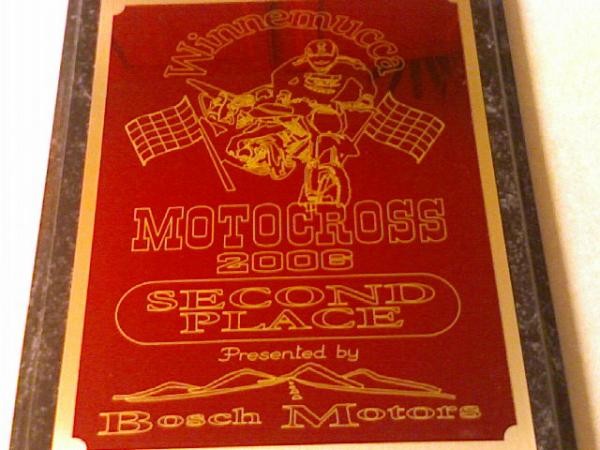 Winnemucca
MOTOCROSS
2006
SECOND
PLACE
Presented by
Bosch Motors